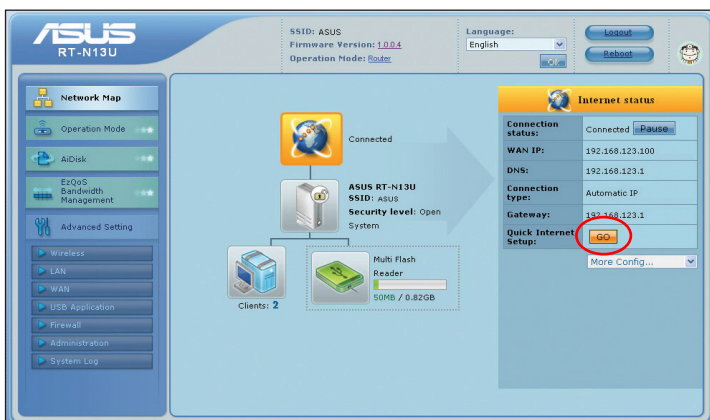 ASUS
RT-N13U
SSID: ASUS
Firmware Version: 1.0.0.4
Operation Mode: Router
Language:
English
Logout
Reboot
Network Map
Operation Mode
AiDisk
EzQoS
Bandwidth
Management
Advanced Setting
Wireless
LAN
WAN
USB Application
Firewall
Administration
System Log
Connected
ASUS RT-N13U
SSID: ASUS
Security level: Open
System
Clients: 2
Multi Flash
Reader
50MB / 0.82GB
Internet status
Connection
status:
Connected Pause
WAN IP: 192.168.123.100
DNS: 192.168.123.1
Connection
type:
Automatic IP
Gateway: 192.168.123.1
Quick Internet
Setup:
GO
More Config...